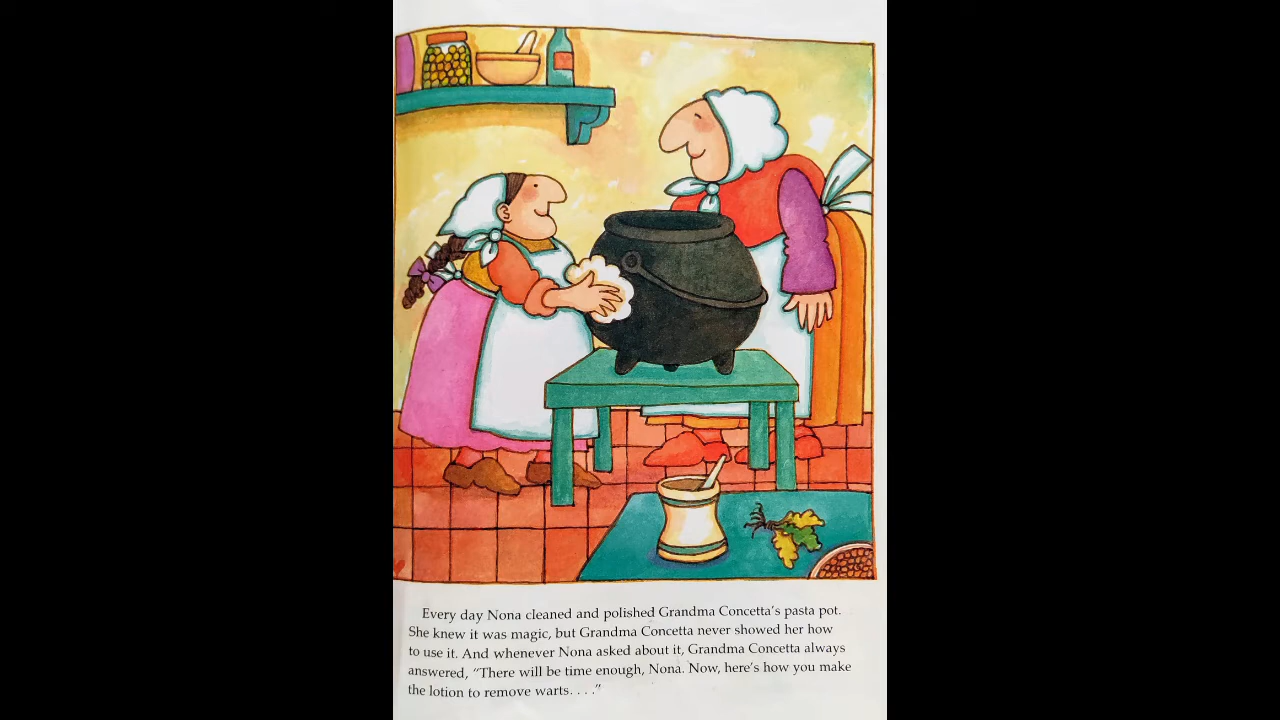 Every day Nona cleaned and polished Grandma Concetta's pasta pot.
She knew it was magic, but Grandma Concetta never showed her how
to use it. And whenever Nona asked about it, Grandma Concetta always
answered, "There will be time enough, Nona. Now, here's how you make
the lotion to remove warts. . . ."